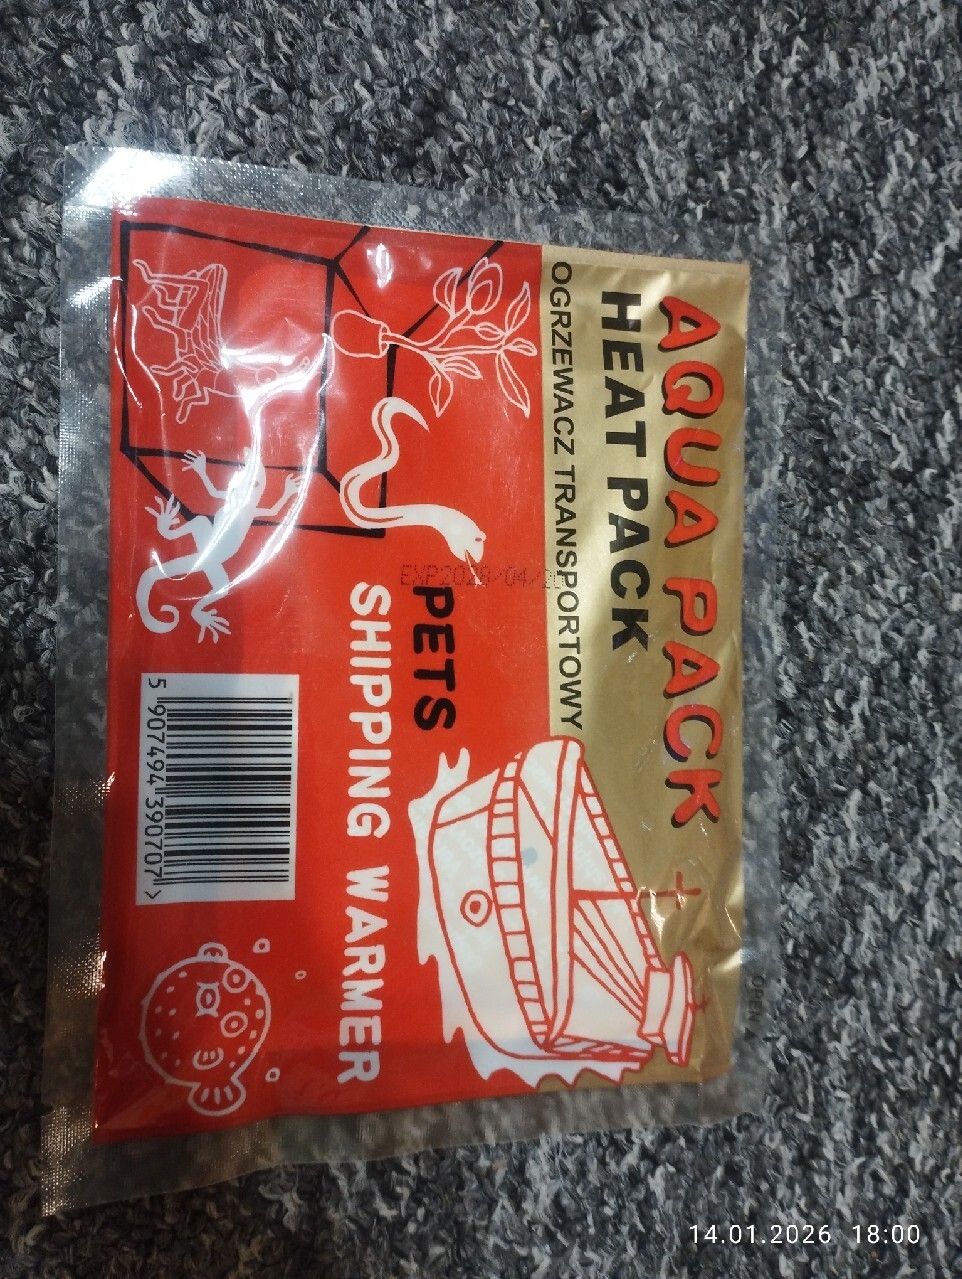 AQUA PACK
HEAT PACK
OGRZEWACZ TRANSPORTOWY
PETS
SHIPPING WARMER
5 907494 390707 >
14.01.2026 18:00